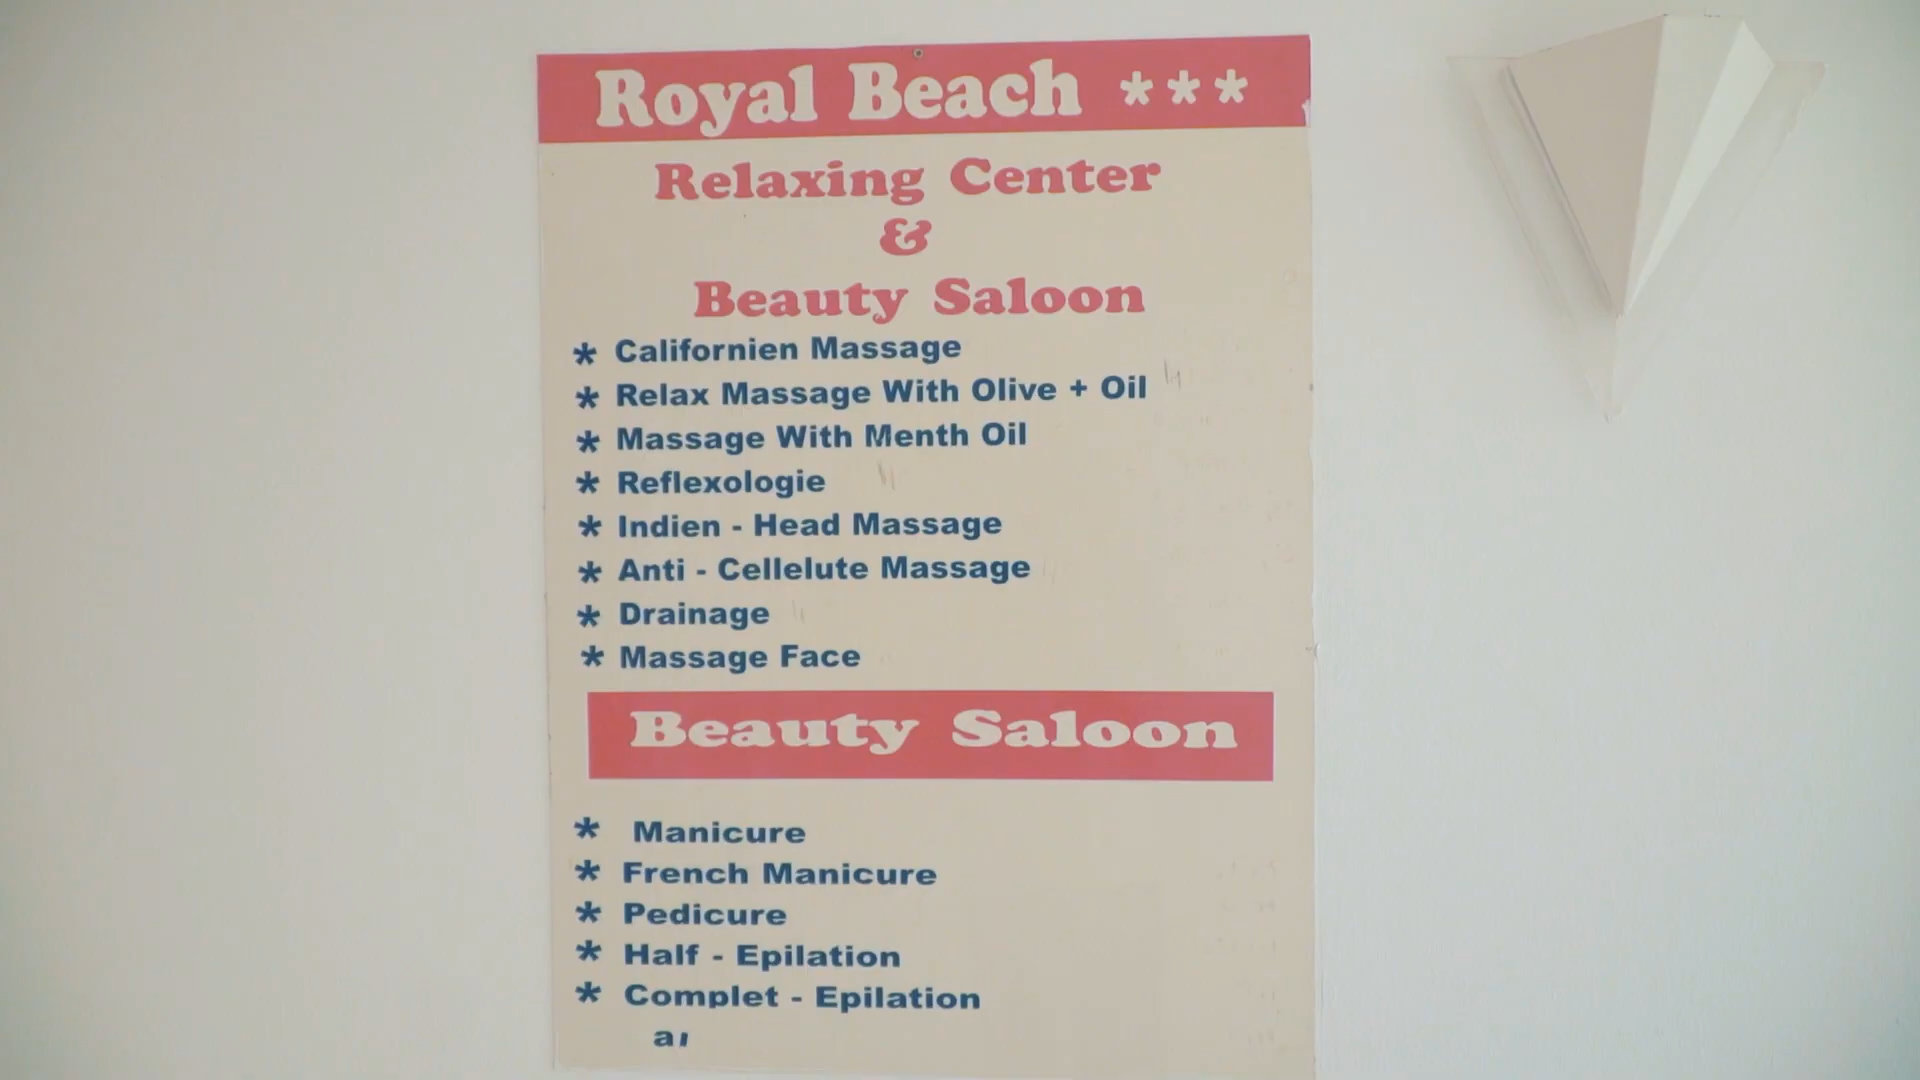 Royal Beach ***
Relaxing Center
&
Beauty Saloon
* Californien Massage
* Relax Massage With Olive + Oil
* Massage With Menth Oil
* Reflexologie
* Indien - Head Massage
* Anti - Cellelute Massage
* Drainage
* Massage Face
Beauty Saloon
* Manicure
* French Manicure
* Pedicure
* Half - Epilation
* Complet - Epilation